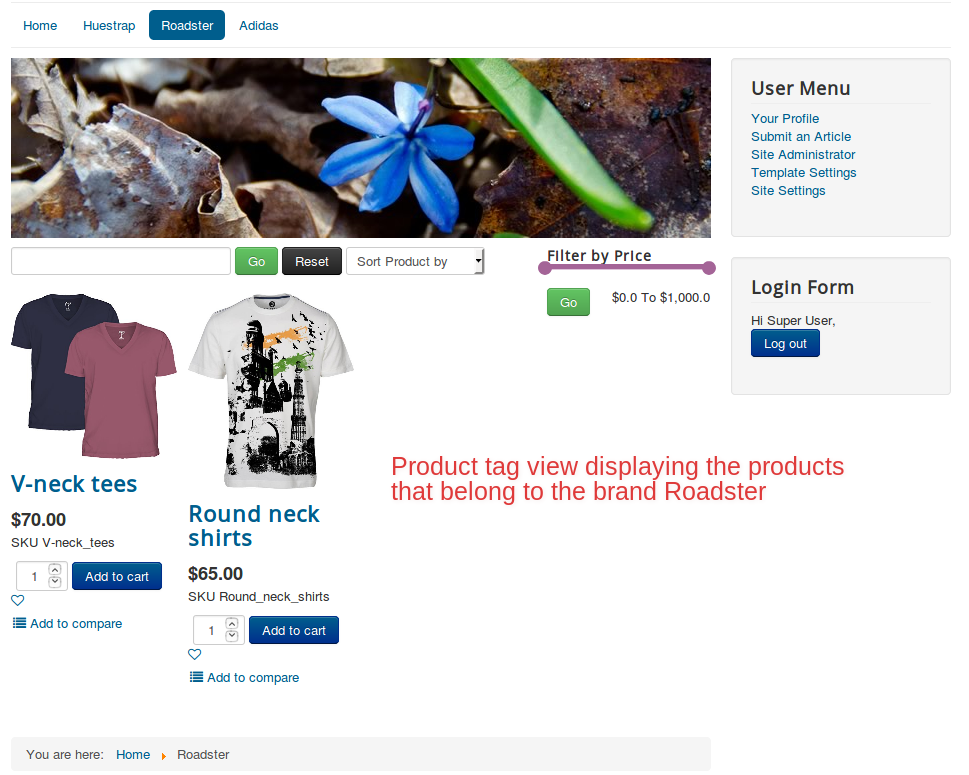 Home Huestrap Roadster Adidas
User Menu
Your Profile
Submit an Article
Site Administrator
Template Settings
Site Settings
Go Reset Sort Product by
Filter by Price
Go $0.0 To $1,000.0
Login Form
Hi Super User,
Log out
V-neck tees
$70.00
SKU V-neck_tees
1 Add to cart
Add to compare
Round neck
shirts
$65.00
SKU Round_neck_shirts
1 Add to cart
Add to compare
Product tag view displaying the products
that belong to the brand Roadster
You are here: Home Roadster